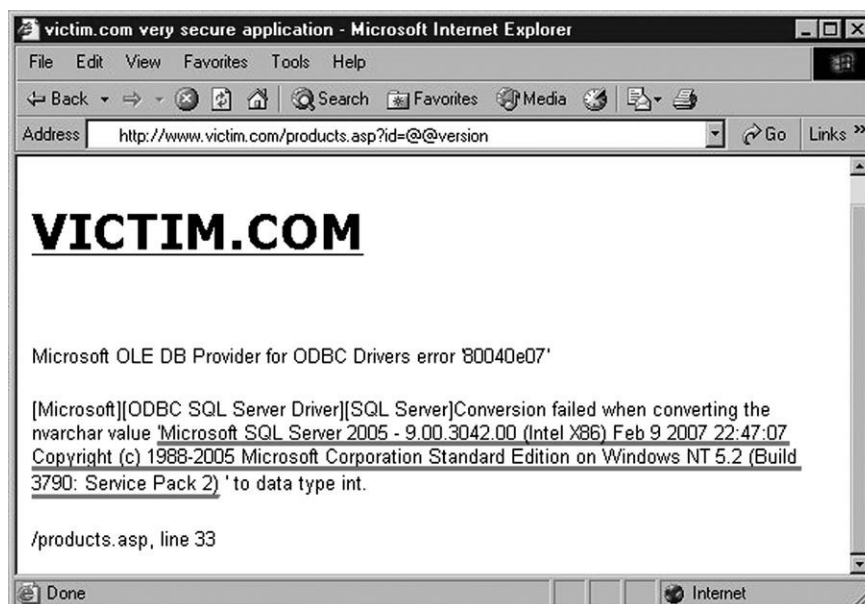 victim.com very secure application - Microsoft Internet Explorer
File Edit View Favorites Tools Help
Back Search Favorites Media
Address http://www.victim.com/products.asp?id=@@version Go Links »
VICTIM.COM
Microsoft OLE DB Provider for ODBC Drivers error '80040e07'
[Microsoft][ODBC SQL Server Driver][SQL Server]Conversion failed when converting the
nvarchar value 'Microsoft SQL Server 2005 - 9.00.3042.00 (Intel X86) Feb 9 2007 22:47:07
Copyright (c) 1988-2005 Microsoft Corporation Standard Edition on Windows NT 5.2 (Build
3790: Service Pack 2) ' to data type int.
/products.asp, line 33
Done Internet